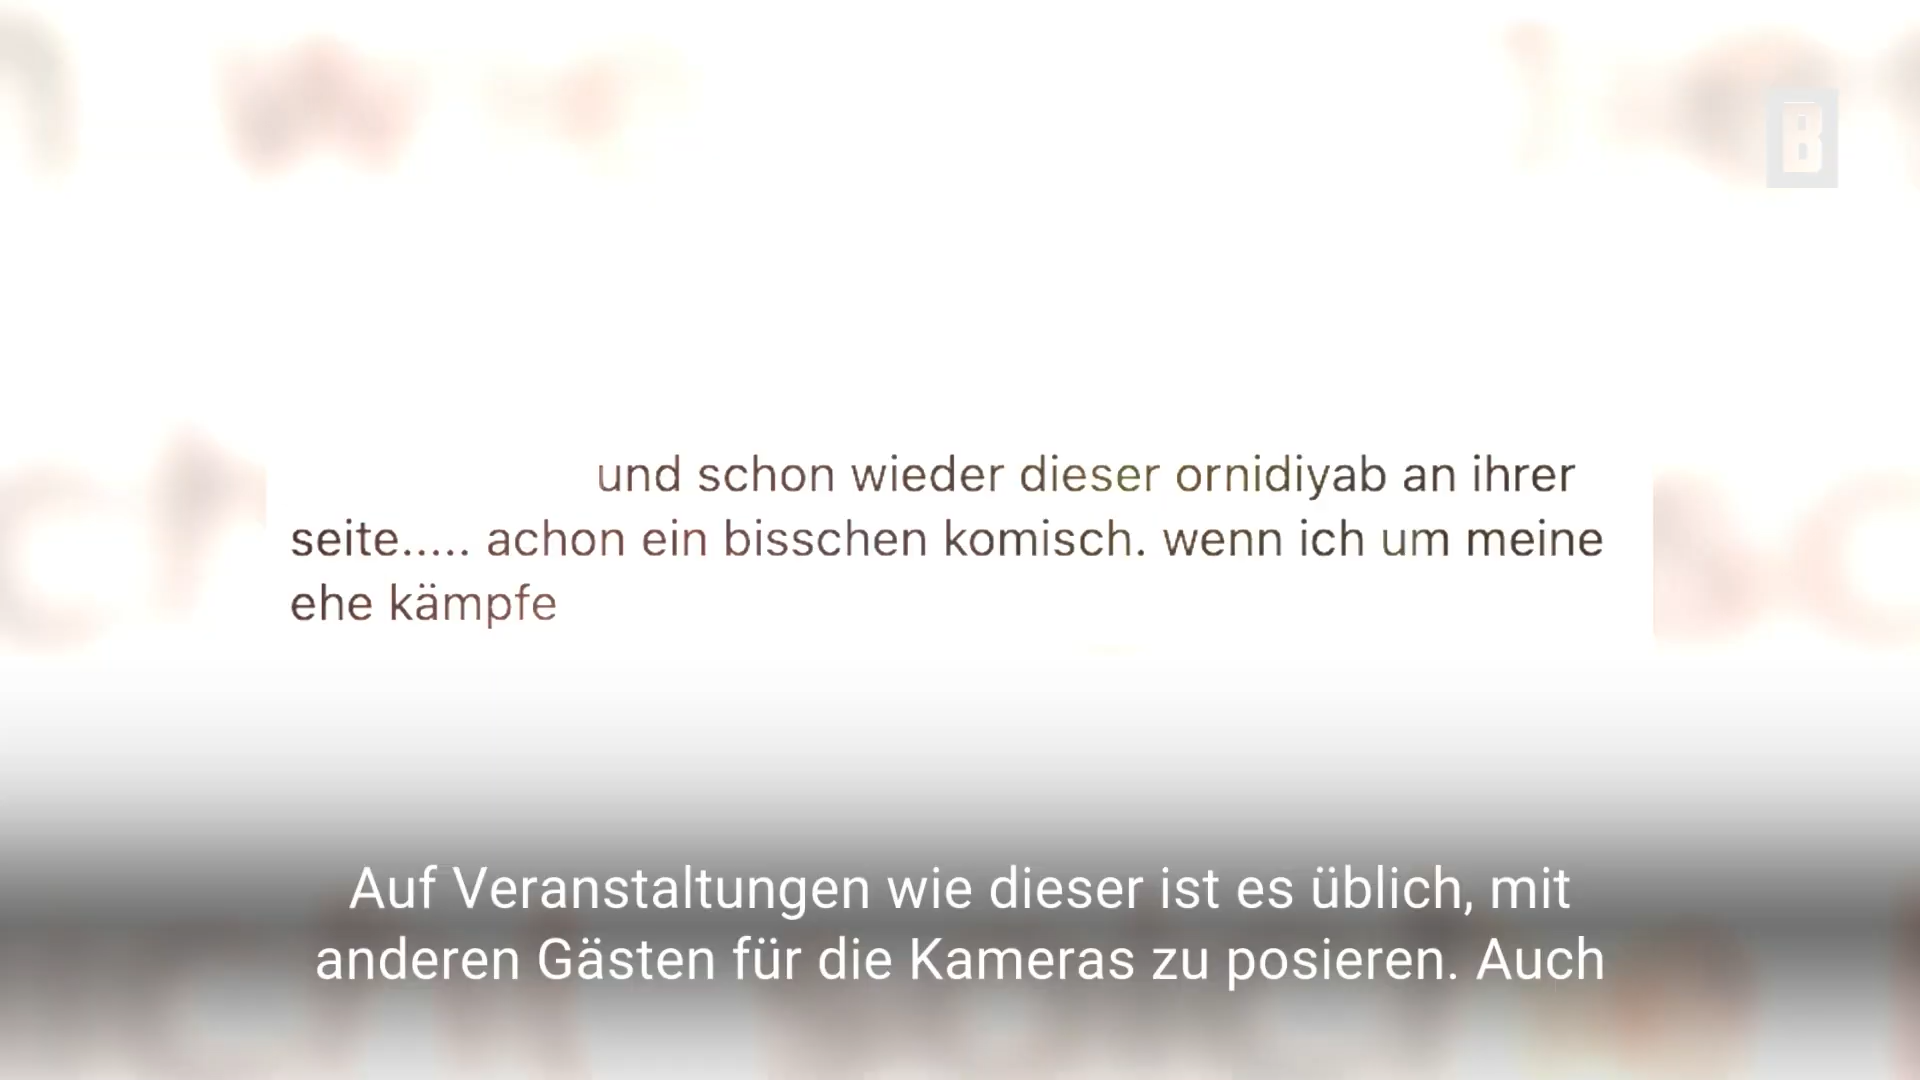 B
und schon wieder dieser ornidiyab an ihrer
seite..... achon ein bisschen komisch. wenn ich um meine
ehe kämpfe
Auf Veranstaltungen wie dieser ist es üblich, mit
anderen Gästen für die Kameras zu posieren. Auch